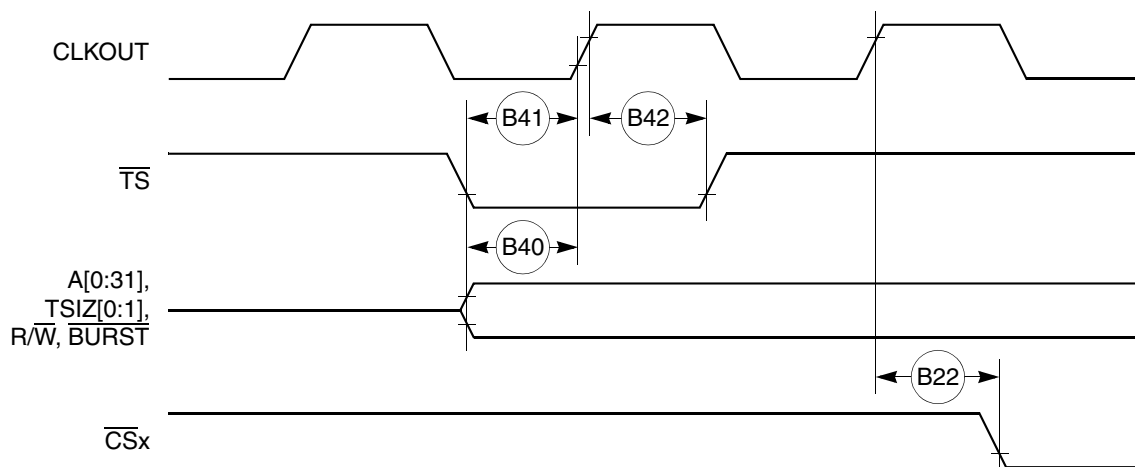 CLKOUT
B41
B42
TS
B40
A[0:31],
TSIZ[0:1],
R/W, BURST
B22
CSx